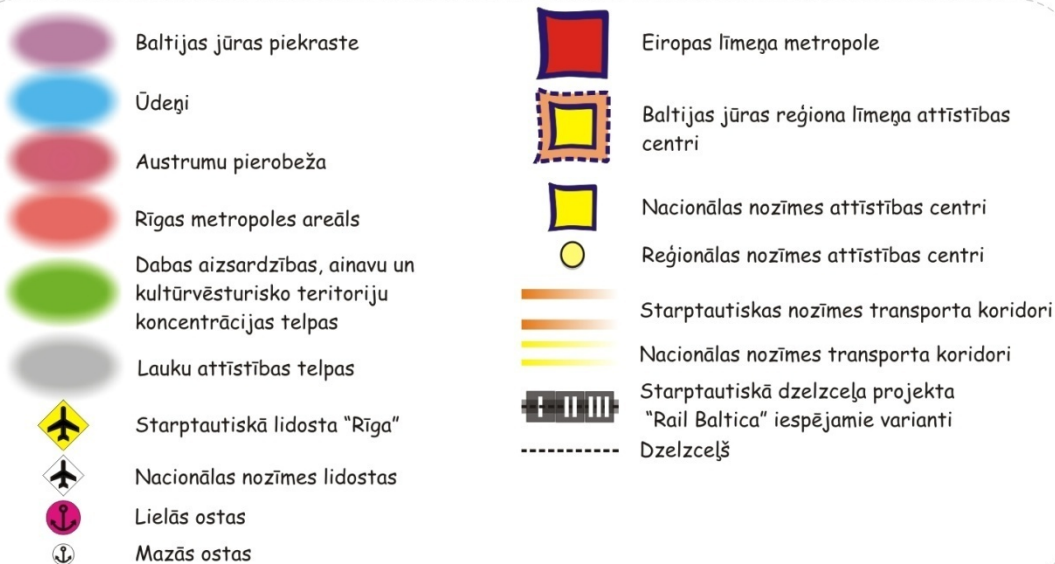 Baltijas jūras piekraste
Ūdeņi
Austrumu pierobeža
Rīgas metropoles areāls
Dabas aizsardzības, ainavu un
kultūrvēsturisko teritoriju
koncentrācijas telpas
Lauku attīstības telpas
Starptautiskā lidosta "Rīga"
Nacionālas nozīmes lidostas
Lielās ostas
Mazās ostas
Eiropas līmeņa metropole
Baltijas jūras reģiona līmeņa attīstības
centri
Nacionālas nozīmes attīstības centri
Reģionālas nozīmes attīstības centri
Starptautiskas nozīmes transporta koridori
Nacionālas nozīmes transporta koridori
I II III
Starptautiskā dzelzceļa projekta
"Rail Baltica" iespējamie varianti
Dzelzceļš